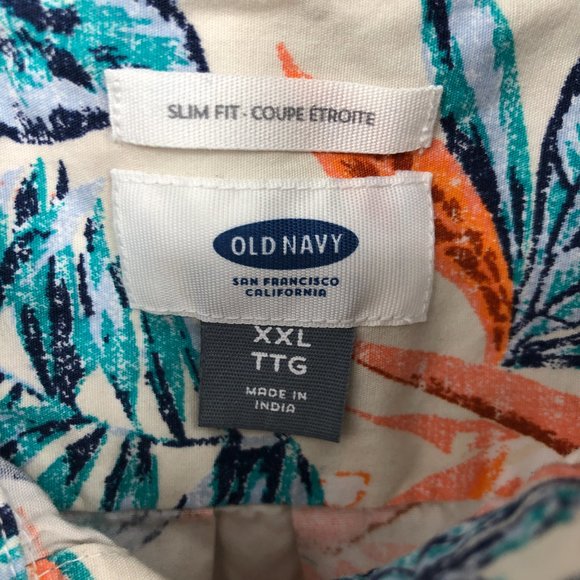 SLIM FIT - COUPE ÉTROITE
OLD NAVY
SAN FRANCISCO
CALIFORNIA
XXL
TTG
MADE IN
INDIA